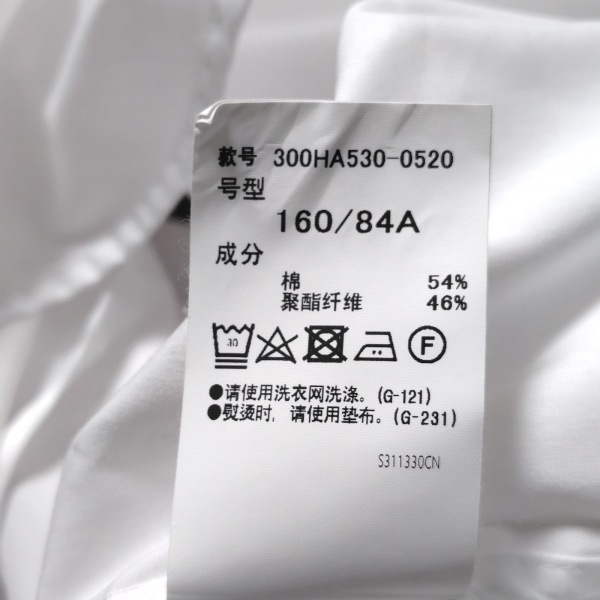 款号 300HA530-0520
号型
160/84A
成分
棉 54%
聚酯纤维 46%
30 F
●请使用洗衣网洗涤。(G-121)
●熨烫时, 请使用垫布。(G-231)
S311330CN